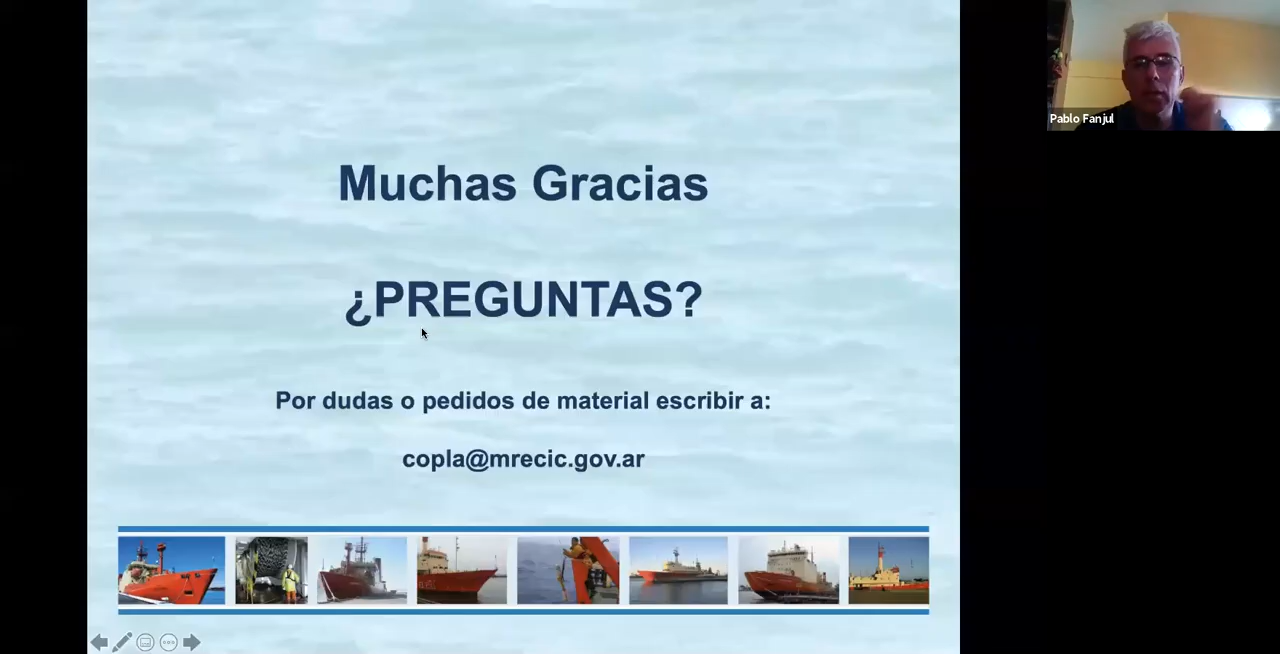 Muchas Gracias
¿PREGUNTAS?
Por dudas o pedidos de material escribir a:
copla@mrecic.gov.ar
Pablo Fanjul